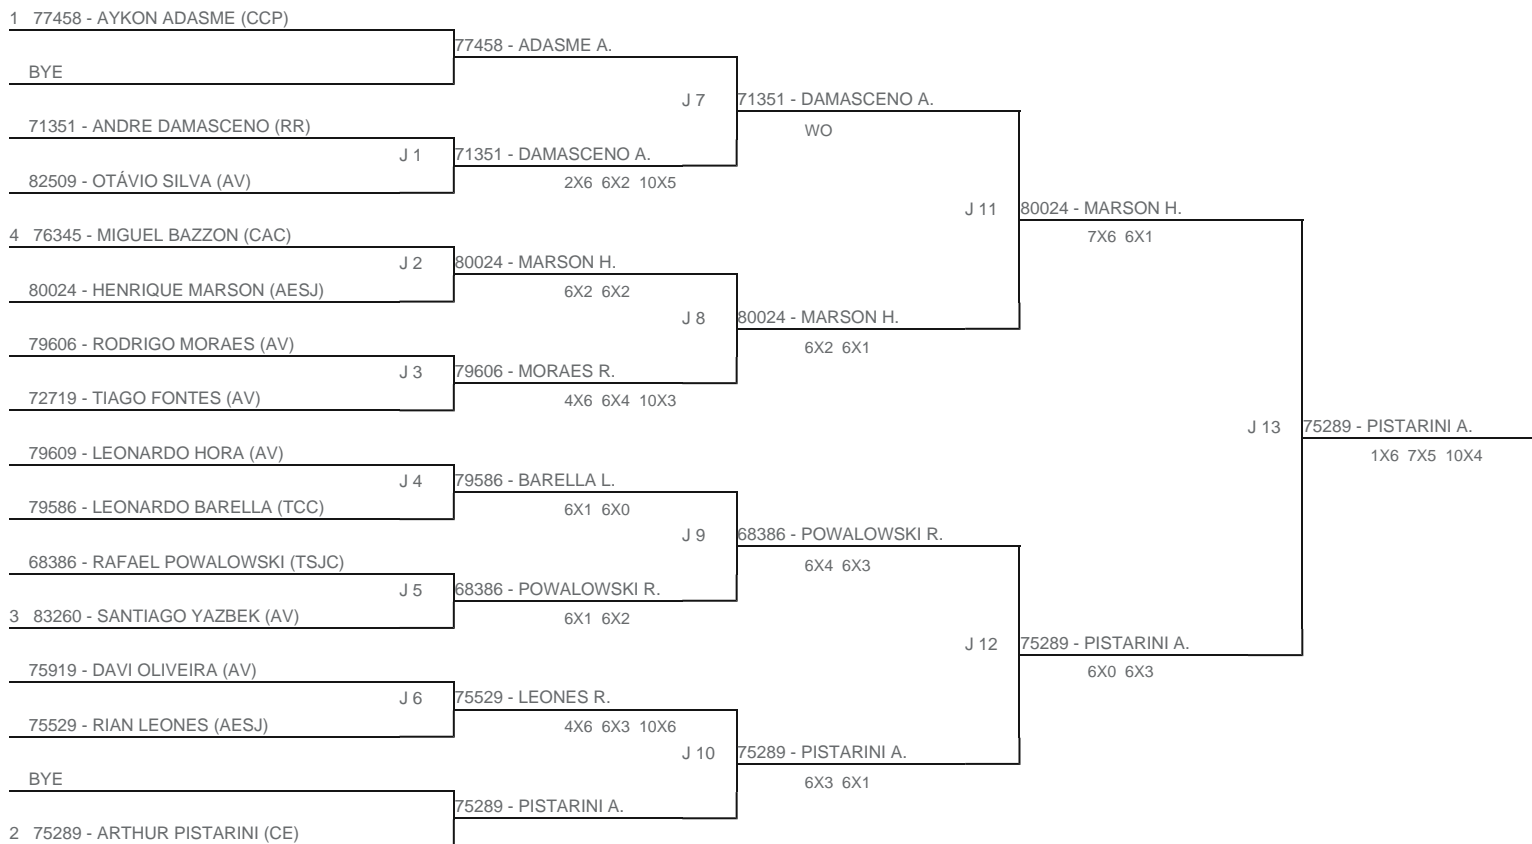 1 77458 - AYKON ADASME (CCP)
77458 - ADASME A.
BYE
J 7
71351 - DAMASCENO A.
WO
71351 - ANDRE DAMASCENO (RR)
J 1
71351 - DAMASCENO A.
2X6 6X2 10X5
82509 - OTÁVIO SILVA (AV)
J 11
80024 - MARSON H.
7X6 6X1
4 76345 - MIGUEL BAZZON (CAC)
J 2
80024 - MARSON H.
6X2 6X2
80024 - HENRIQUE MARSON (AESJ)
J 8
80024 - MARSON H.
6X2 6X1
79606 - RODRIGO MORAES (AV)
J 3
79606 - MORAES R.
4X6 6X4 10X3
72719 - TIAGO FONTES (AV)
J 13
75289 - PISTARINI A.
1X6 7X5 10X4
79609 - LEONARDO HORA (AV)
J 4
79586 - BARELLA L.
6X1 6X0
79586 - LEONARDO BARELLA (TCC)
J 9
68386 - POWALOWSKI R.
6X4 6X3
68386 - RAFAEL POWALOWSKI (TSJC)
J 5
68386 - POWALOWSKI R.
6X1 6X2
3 83260 - SANTIAGO YAZBEK (AV)
J 12
75289 - PISTARINI A.
6X0 6X3
75919 - DAVI OLIVEIRA (AV)
J 6
75529 - LEONES R.
4X6 6X3 10X6
75529 - RIAN LEONES (AESJ)
J 10
75289 - PISTARINI A.
6X3 6X1
BYE
75289 - PISTARINI A.
2 75289 - ARTHUR PISTARINI (CE)